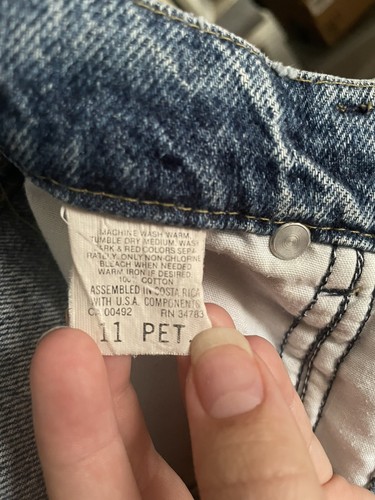 MACHINE WASH WARM
TUMBLE DRY MEDIUM. WASH
DARK & RED COLORS SEPA
RATELY. ONLY NON-CHLORINE
BLEACH WHEN NEEDED
WARM IRON IF DESIRED
100% COTTON
ASSEMBLED IN COSTA RICA
WITH U.S.A. COMPONENTS
CA 00492 RN 34783
11 PET.